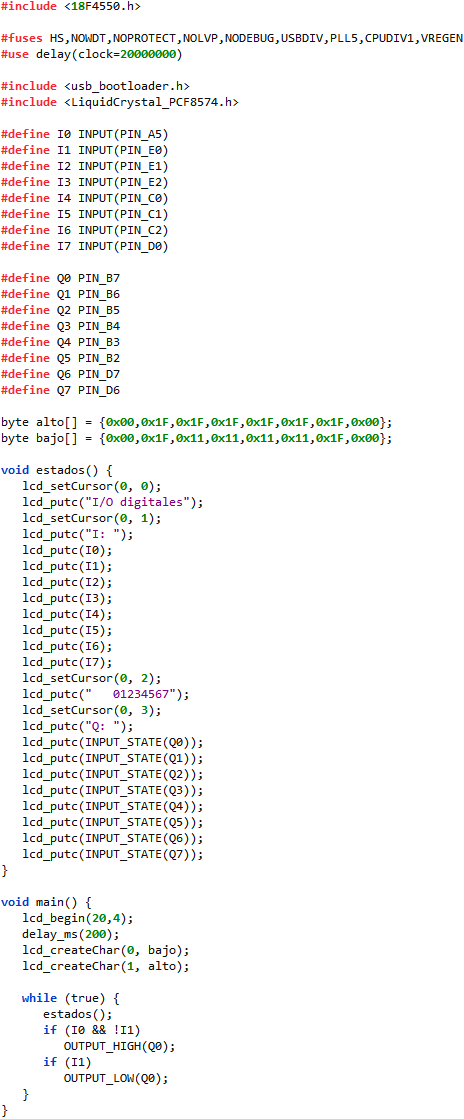 #include <18F4550.h>

#fuses HS,NOWDT,NOPROTECT,NOLVP,NODEBUG,USBDIV,PLL5,CPUDIV1,VREGEN
#use delay(clock=20000000)

#include <usb_bootloader.h>
#include <LiquidCrystal_PCF8574.h>

#define I0 INPUT(PIN_A5)
#define I1 INPUT(PIN_E0)
#define I2 INPUT(PIN_E1)
#define I3 INPUT(PIN_E2)
#define I4 INPUT(PIN_C0)
#define I5 INPUT(PIN_C1)
#define I6 INPUT(PIN_C2)
#define I7 INPUT(PIN_D0)

#define Q0 PIN_B7
#define Q1 PIN_B6
#define Q2 PIN_B5
#define Q3 PIN_B4
#define Q4 PIN_B3
#define Q5 PIN_B2
#define Q6 PIN_D7
#define Q7 PIN_D6

byte alto[] = {0x00,0x1F,0x1F,0x1F,0x1F,0x1F,0x1F,0x00};
byte bajo[] = {0x00,0x1F,0x11,0x11,0x11,0x11,0x1F,0x00};

void estados() {
   lcd_setCursor(0, 0);
   lcd_putc("I/O digitales");
   lcd_setCursor(0, 1);
   lcd_putc("I: ");
   lcd_putc(I0);
   lcd_putc(I1);
   lcd_putc(I2);
   lcd_putc(I3);
   lcd_putc(I4);
   lcd_putc(I5);
   lcd_putc(I6);
   lcd_putc(I7);
   lcd_setCursor(0, 2);
   lcd_putc("   01234567");
   lcd_setCursor(0, 3);
   lcd_putc("Q: ");
   lcd_putc(INPUT_STATE(Q0));
   lcd_putc(INPUT_STATE(Q1));
   lcd_putc(INPUT_STATE(Q2));
   lcd_putc(INPUT_STATE(Q3));
   lcd_putc(INPUT_STATE(Q4));
   lcd_putc(INPUT_STATE(Q5));
   lcd_putc(INPUT_STATE(Q6));
   lcd_putc(INPUT_STATE(Q7));
}

void main() {
   lcd_begin(20,4);
   delay_ms(200);
   lcd_createChar(0, bajo);
   lcd_createChar(1, alto);

   while (true) {
      estados();
      if (I0 && !I1)
         OUTPUT_HIGH(Q0);
      if (I1)
         OUTPUT_LOW(Q0);
   }
}